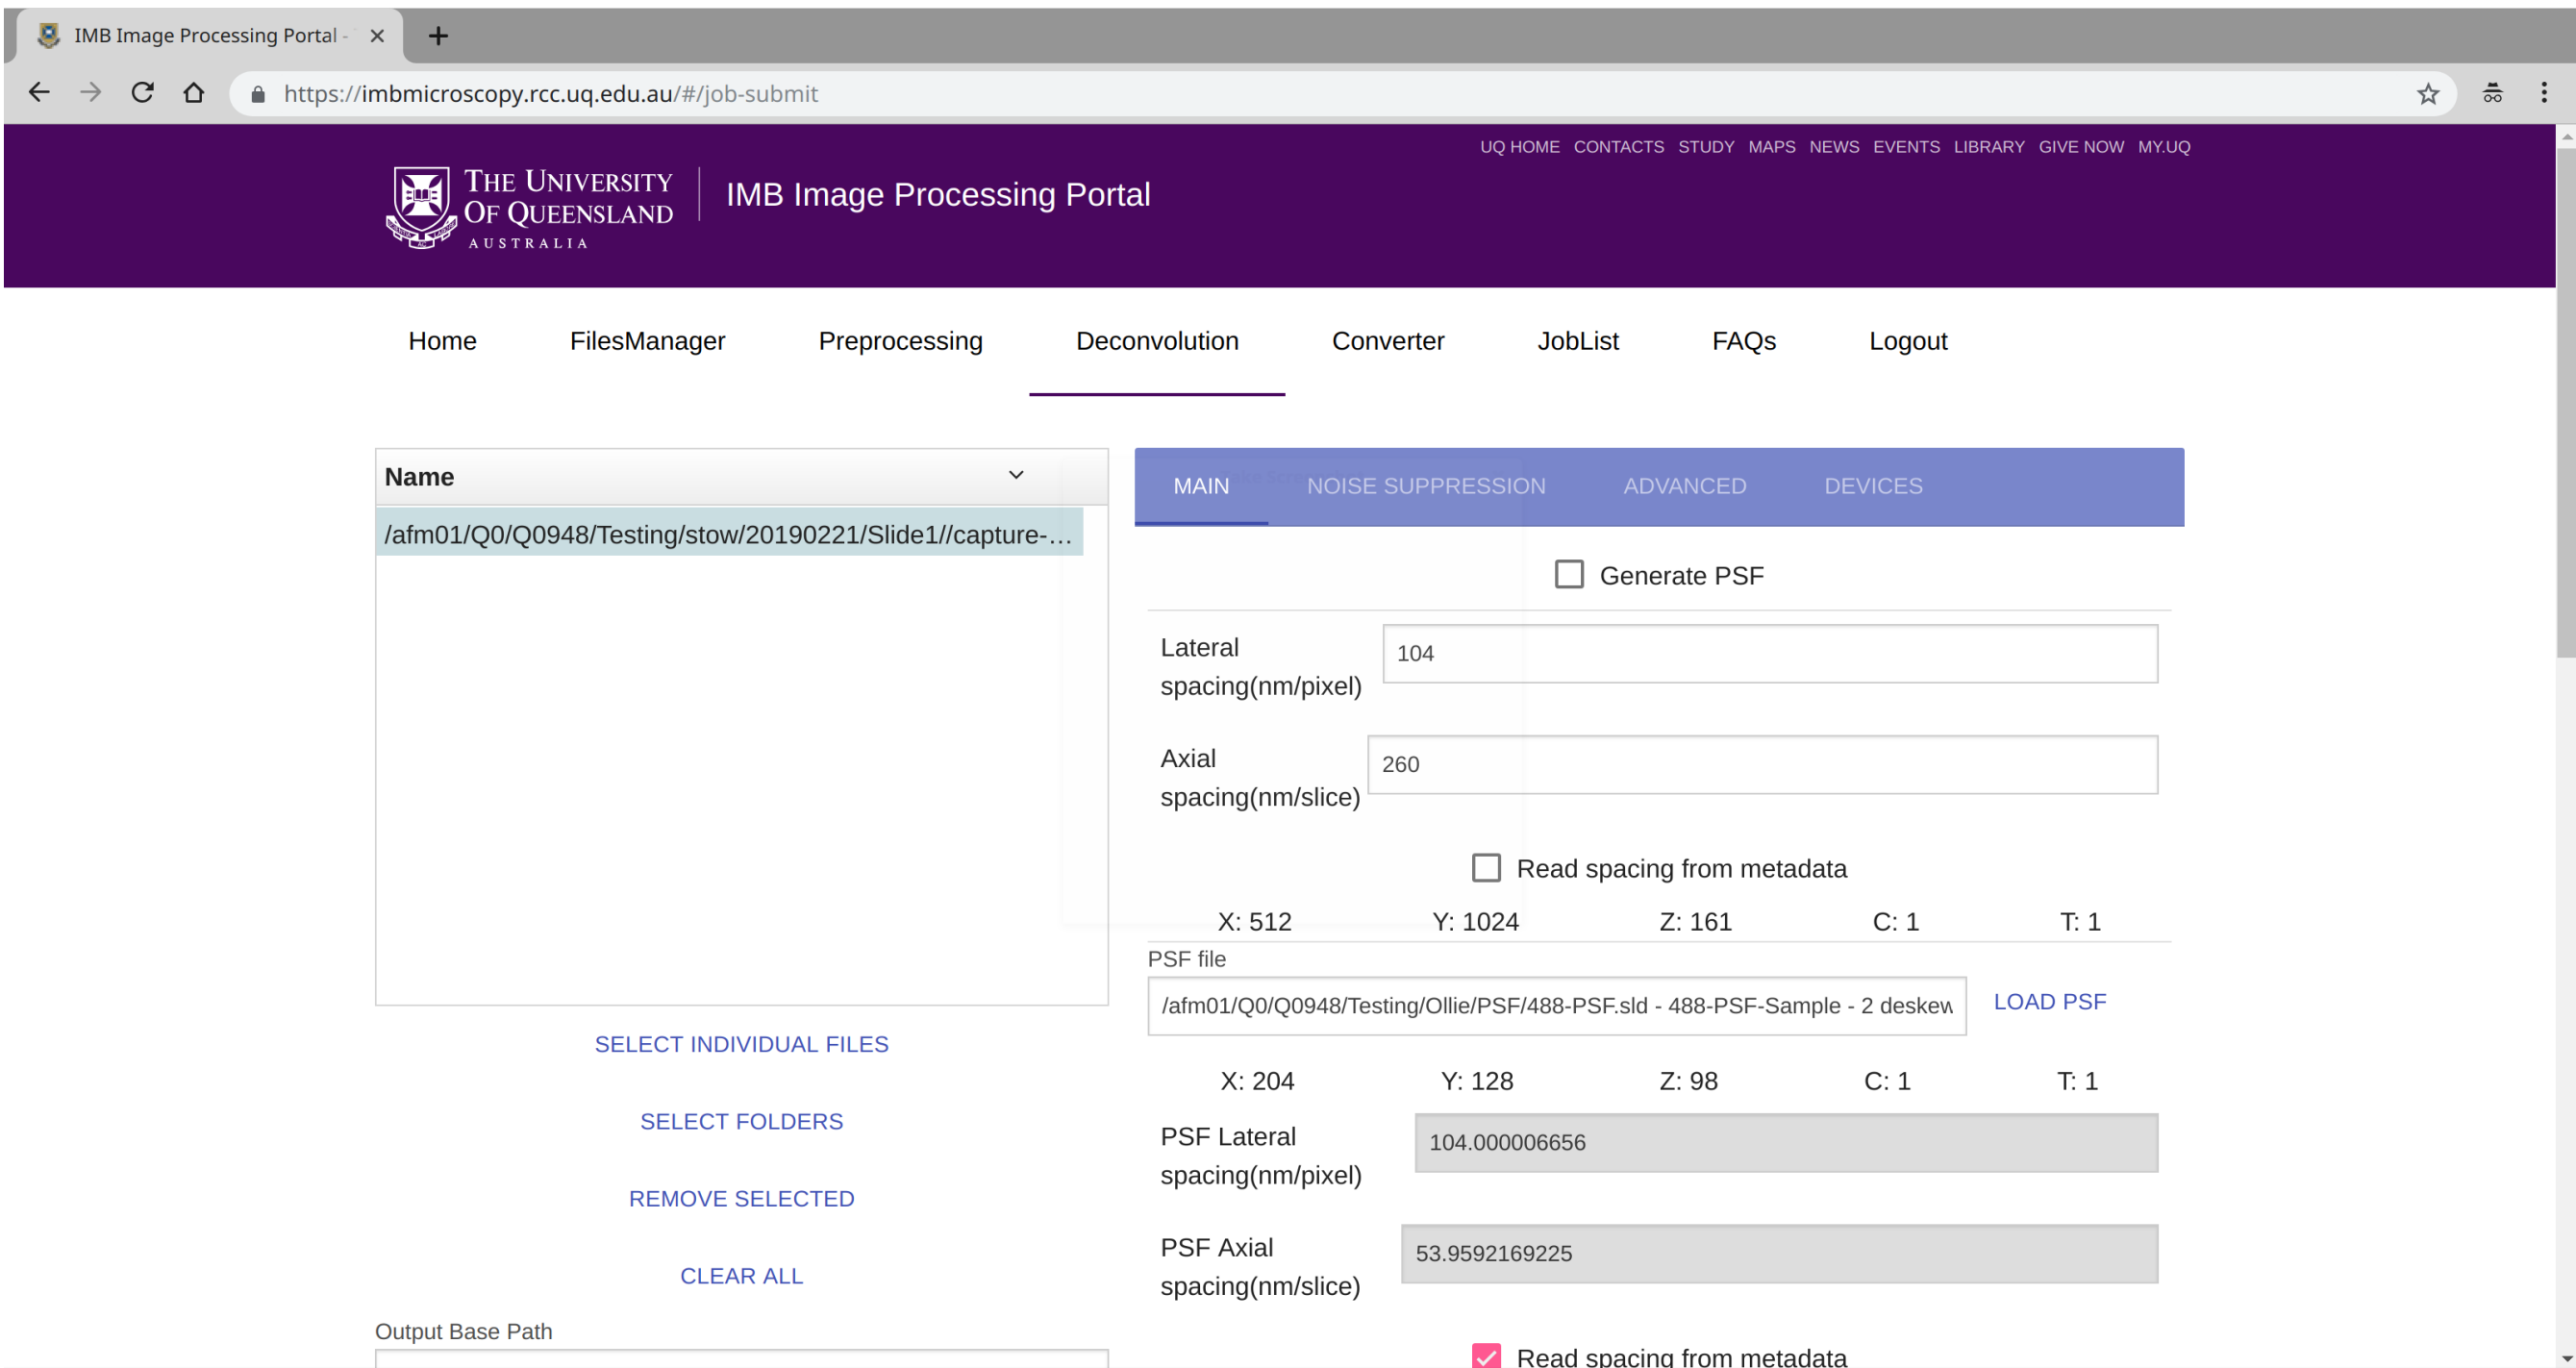 IMB Image Processing Portal -
https://imbmicroscopy.rcc.uq.edu.au/#/job-submit
UQ HOME CONTACTS STUDY MAPS NEWS EVENTS LIBRARY GIVE NOW MY.UQ
THE UNIVERSITY
OF QUEENSLAND
AUSTRALIA
IMB Image Processing Portal
Home FilesManager Preprocessing Deconvolution Converter JobList FAQs Logout
Name
/afm01/Q0/Q0948/Testing/stow/20190221/Slide1//capture-...
SELECT INDIVIDUAL FILES
SELECT FOLDERS
REMOVE SELECTED
CLEAR ALL
Output Base Path
MAIN NOISE SUPPRESSION ADVANCED DEVICES
Generate PSF
Lateral
spacing(nm/pixel)
104
Axial
spacing(nm/slice)
260
Read spacing from metadata
X: 512 Y: 1024 Z: 161 C: 1 T: 1
PSF file
/afm01/Q0/Q0948/Testing/Ollie/PSF/488-PSF.sld - 488-PSF-Sample - 2 deskew
LOAD PSF
X: 204 Y: 128 Z: 98 C: 1 T: 1
PSF Lateral
spacing(nm/pixel)
104.000006656
PSF Axial
spacing(nm/slice)
53.9592169225
Read spacing from metadata